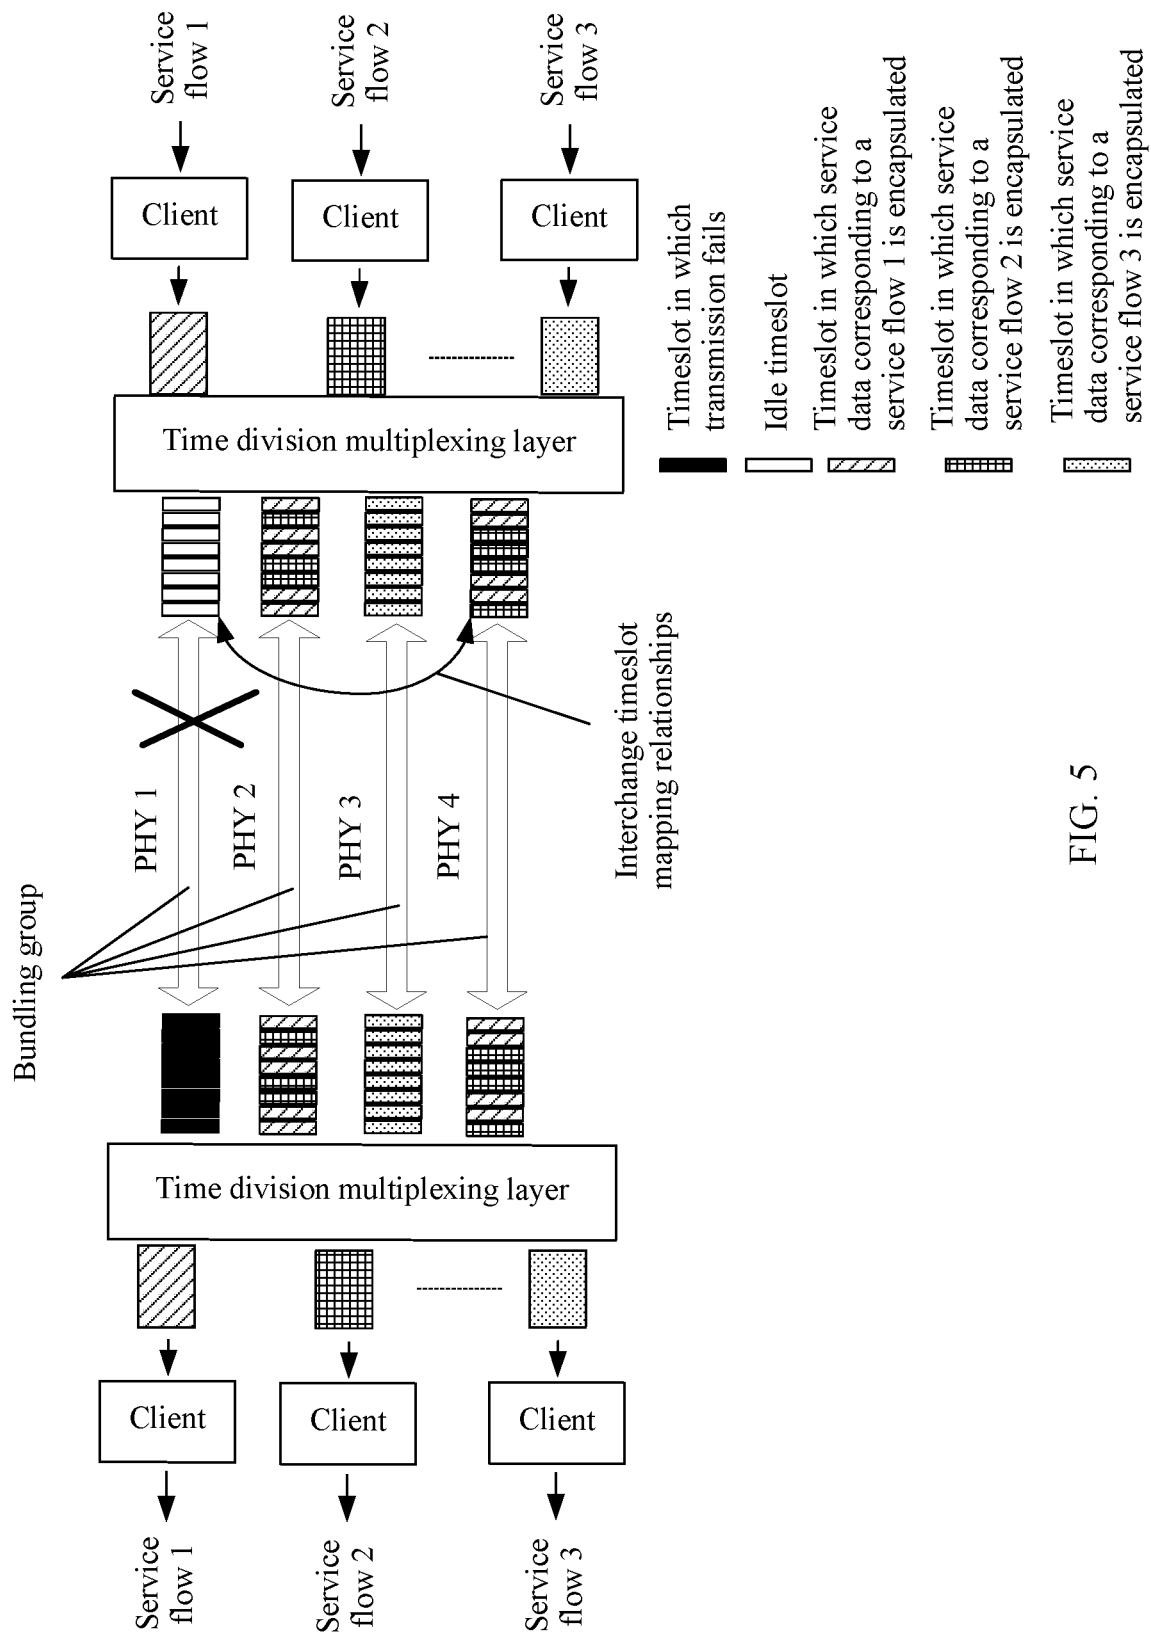 Service
flow 1
Service
flow 2
Service
flow 3
Client
Client
Client
Time division multiplexing layer
PHY 1
PHY 2
PHY 3
PHY 4
Bundling group
Interchange timeslot
mapping relationships
Time division multiplexing layer
Client
Client
Client
Service
flow 1
Service
flow 2
Service
flow 3
Timeslot in which
transmission fails
Idle timeslot
Timeslot in which service
data corresponding to a
service flow 1 is encapsulated
Timeslot in which service
data corresponding to a
service flow 2 is encapsulated
Timeslot in which service
data corresponding to a
service flow 3 is encapsulated
FIG. 5